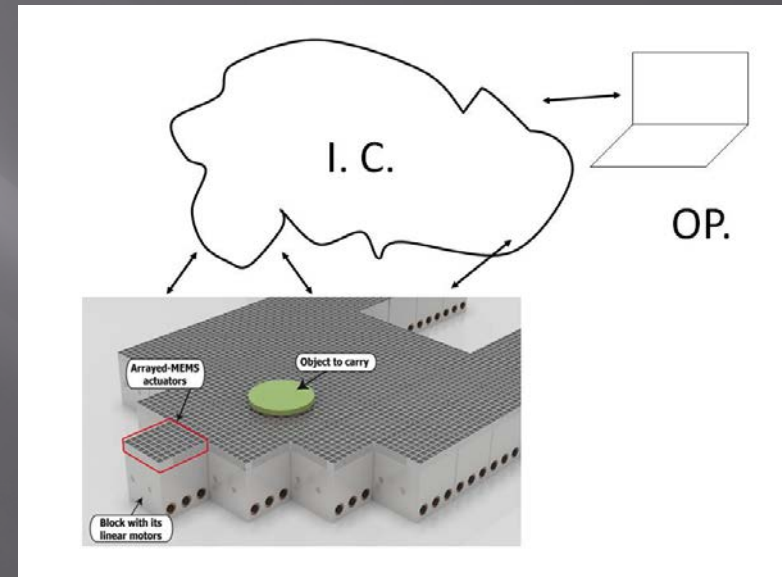 I. C.
OP.
Arrayed-MEMS
actuators
Object to carry
Block with its
linear motors